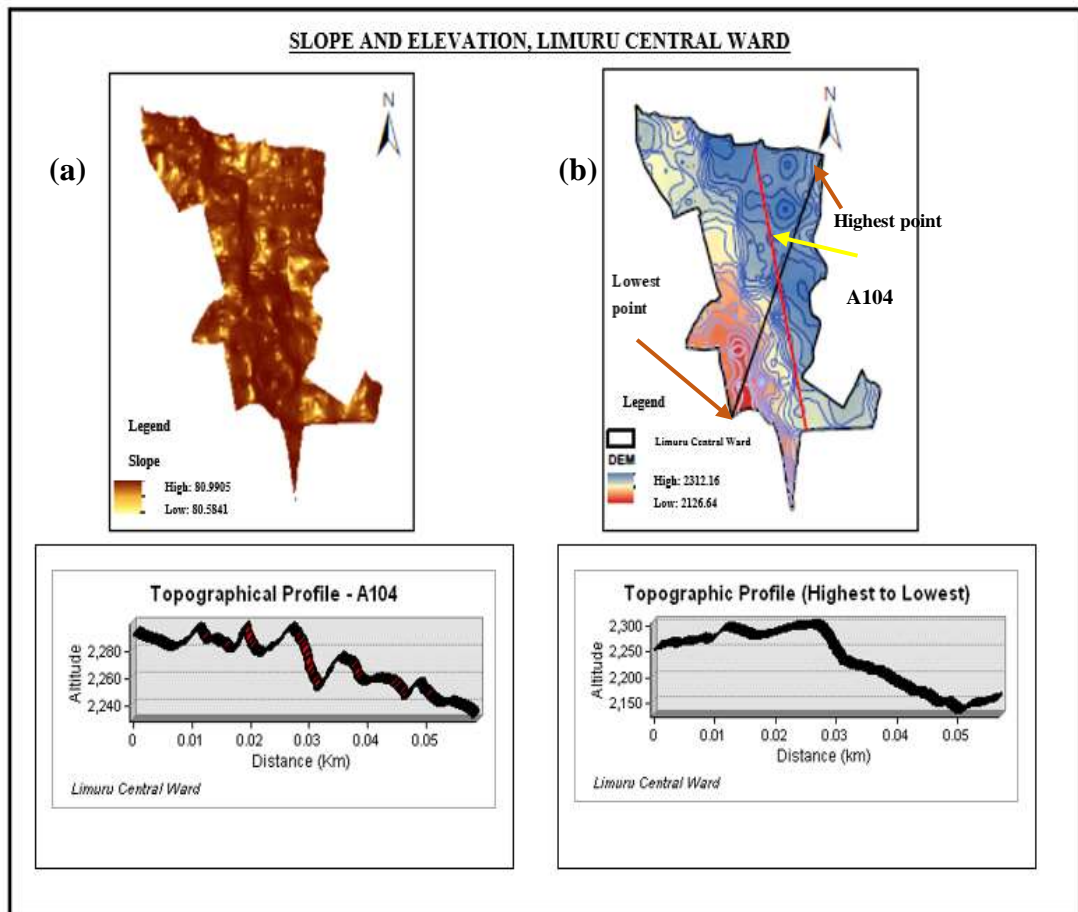 SLOPE AND ELEVATION, LIMURU CENTRAL WARD
(a)
N
Legend
Slope
High: 80.9905
Low: 80.5841
(b)
N
Highest point
A104
Lowest
point
Legend
Limuru Central Ward
DEM
High: 2312.16
Low: 2126.64
Topographical Profile - A104
Altitude
2,280
2,260
2,240
0 0.01 0.02 0.03 0.04 0.05
Distance (Km)
Limuru Central Ward
Topographic Profile (Highest to Lowest)
Altitude
2,300
2,250
2,200
2,150
0 0.01 0.02 0.03 0.04 0.05
Distance (km)
Limuru Central Ward